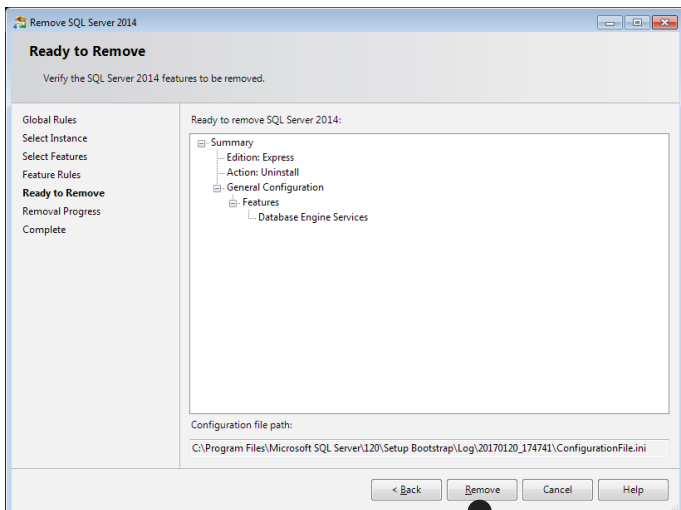 Remove SQL Server 2014
Ready to Remove
Verify the SQL Server 2014 features to be removed.
Global Rules
Select Instance
Select Features
Feature Rules
Ready to Remove
Removal Progress
Complete
Ready to remove SQL Server 2014:
Summary
Edition: Express
Action: Uninstall
General Configuration
Features
Database Engine Services
Configuration file path:
C:\Program Files\Microsoft SQL Server\120\Setup Bootstrap\Log\20170120_174741\ConfigurationFile.ini
< Back Remove Cancel Help